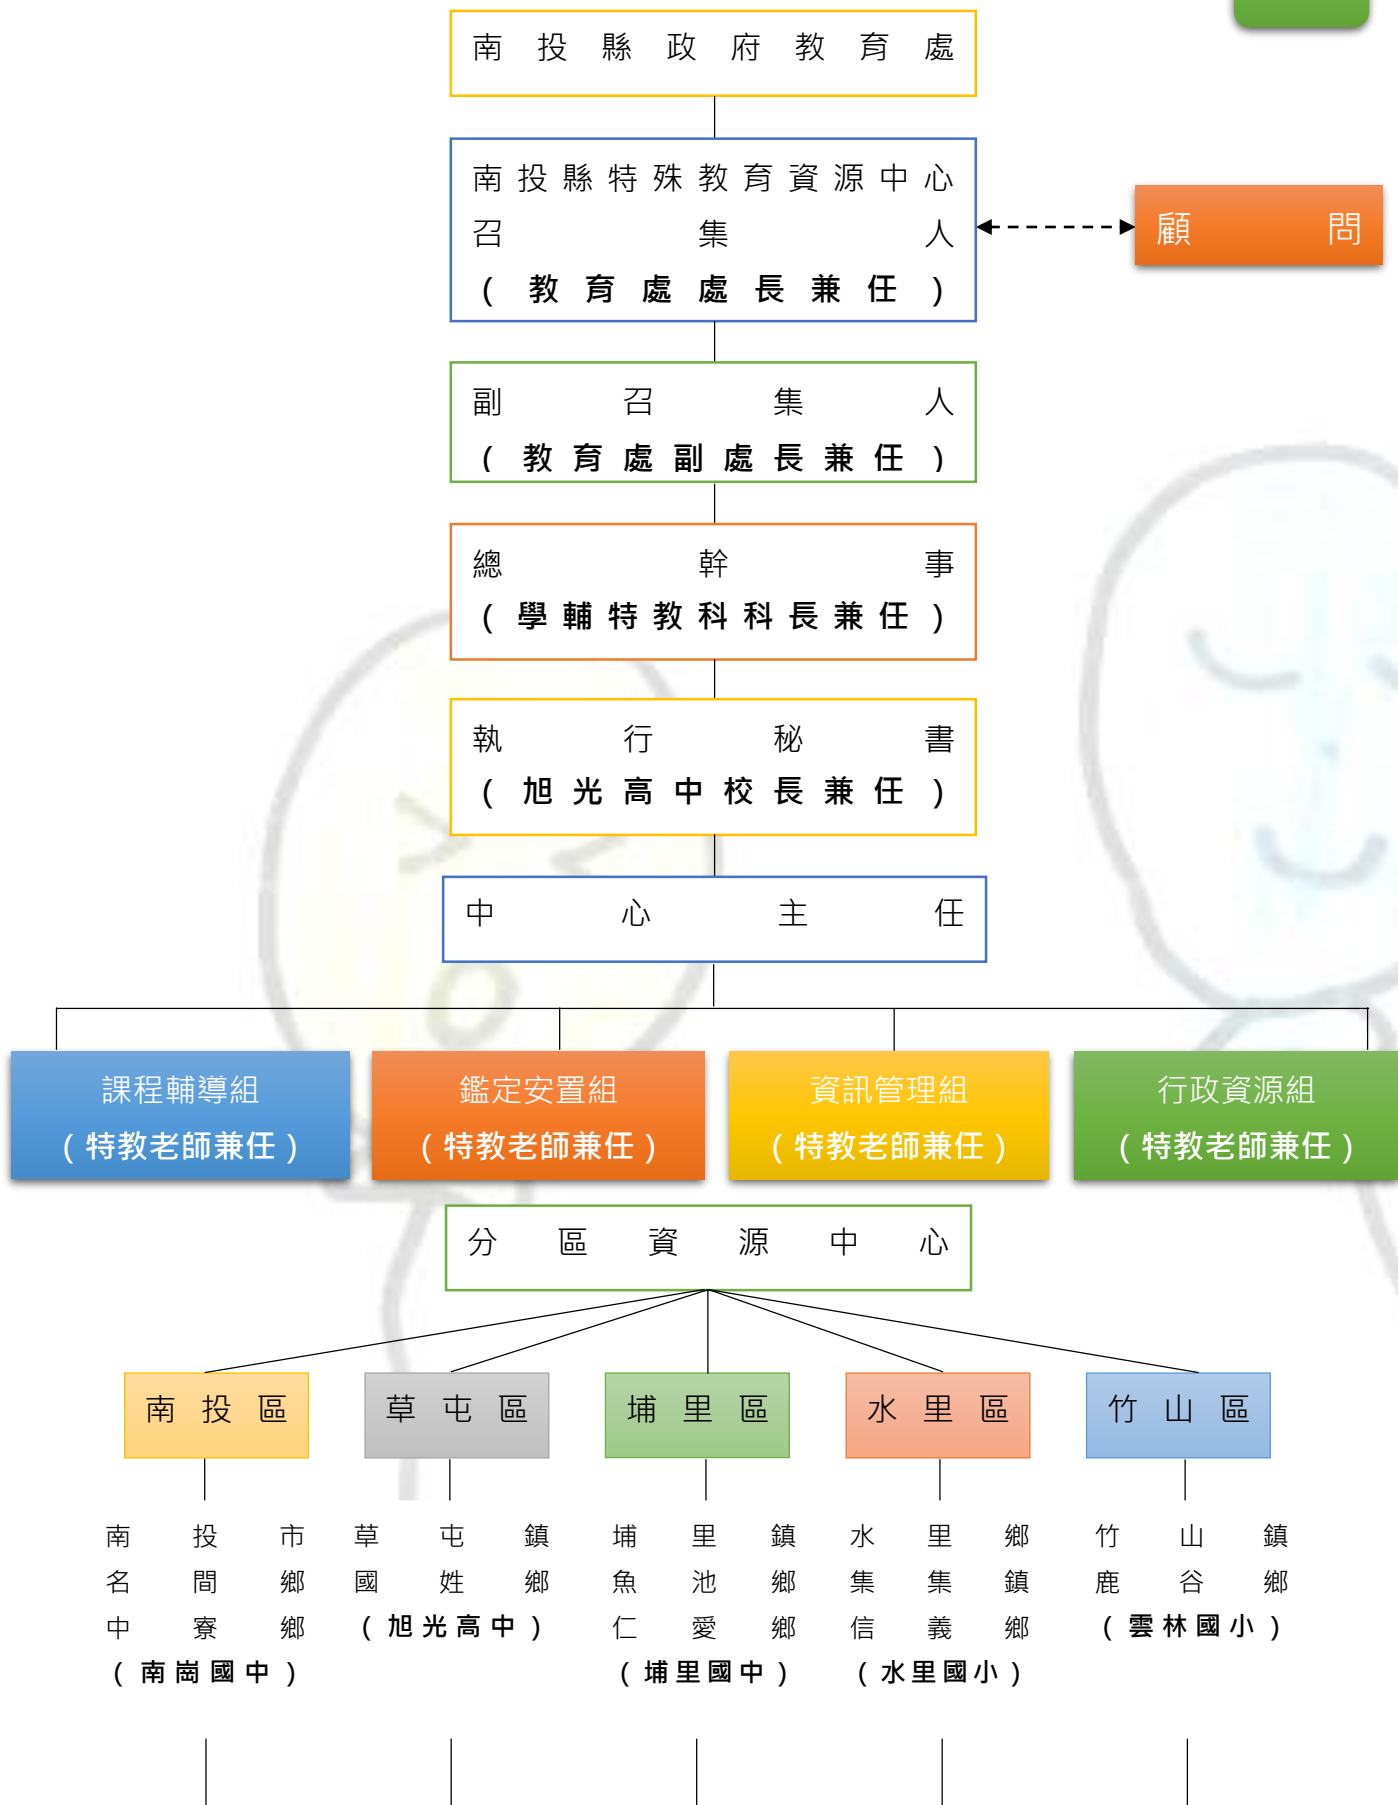 南投縣政府教育處
南投縣特殊教育資源中心
召集人
(教育處處長兼任)
顧問
副召集人
(教育處副處長兼任)
總幹事
(學輔特教科科長兼任)
執行秘書
(旭光高中校長兼任)
中心主任
課程輔導組
(特教老師兼任)
鑑定安置組
(特教老師兼任)
資訊管理組
(特教老師兼任)
行政資源組
(特教老師兼任)
分區資源中心
南投區
草屯區
埔里區
水里區
竹山區
南投市
名間鄉
中寮鄉
(南崗國中)
草屯鎮
國姓鄉
(旭光高中)
埔里鎮
魚池鄉
仁愛鄉
(埔里國中)
水里鄉
集集鎮
信義鄉
(水里國小)
竹山鎮
鹿谷鄉
(雲林國小)